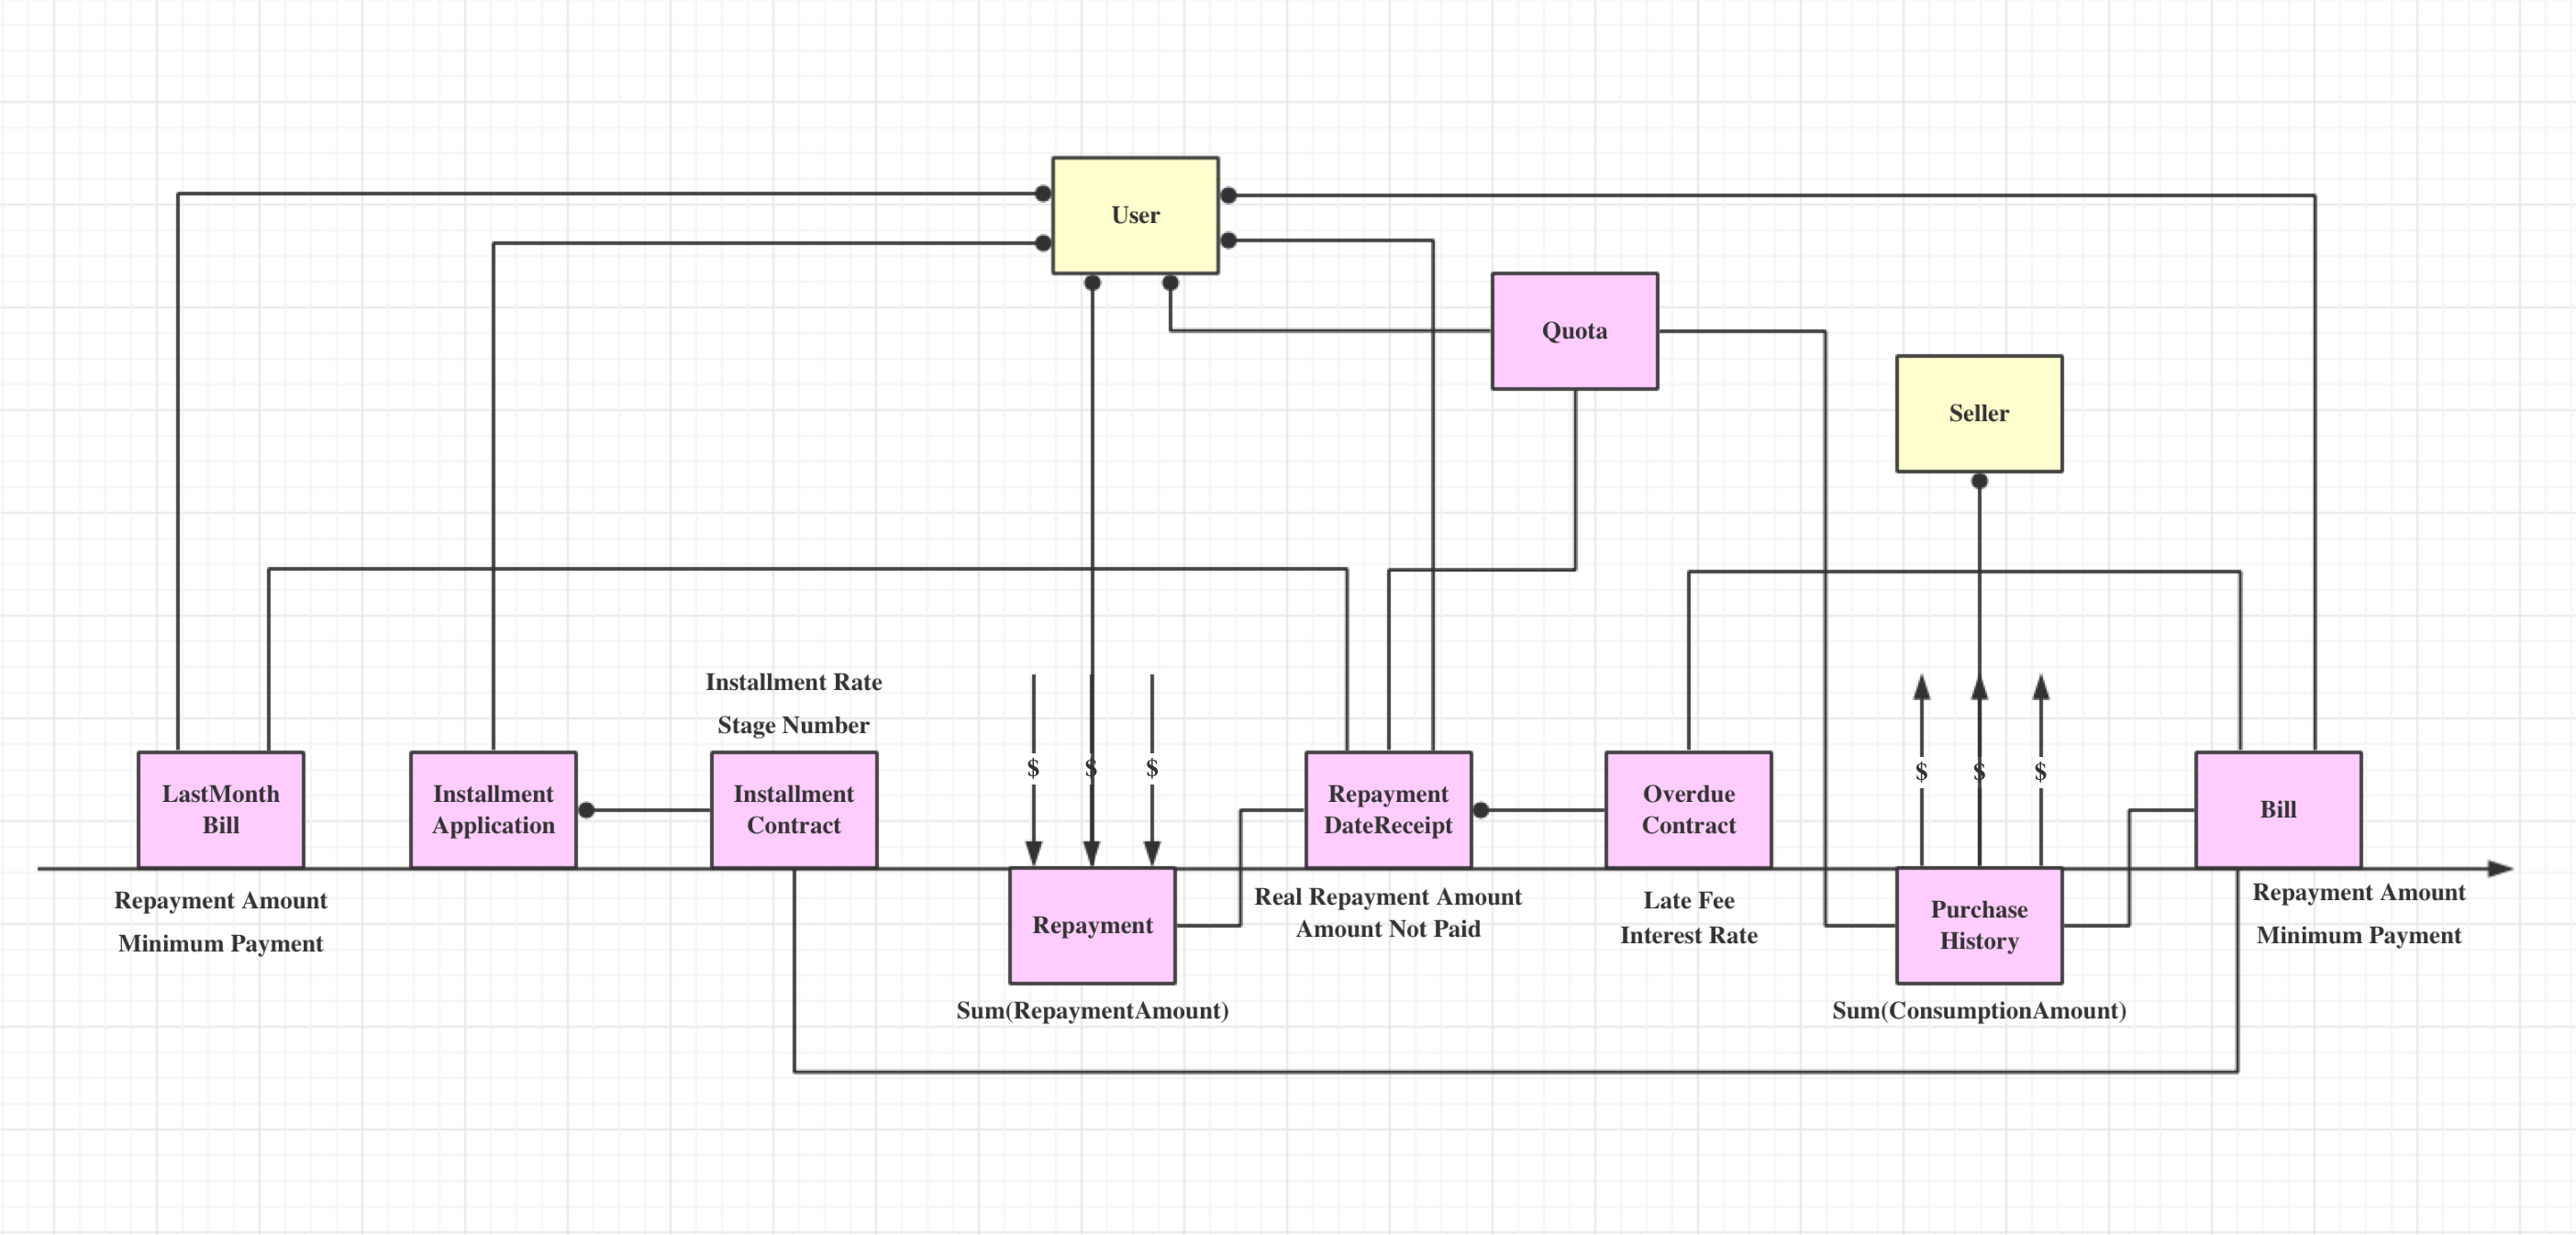 User
Quota
Seller
Installment Rate
Stage Number
$ $ $
$ $ $
LastMonth
Bill
Installment
Application
Installment
Contract
Repayment
DateReceipt
Overdue
Contract
Bill
Repayment Amount
Minimum Payment
Repayment
Real Repayment Amount
Amount Not Paid
Late Fee
Interest Rate
Purchase
History
Repayment Amount
Minimum Payment
Sum(RepaymentAmount)
Sum(ConsumptionAmount)